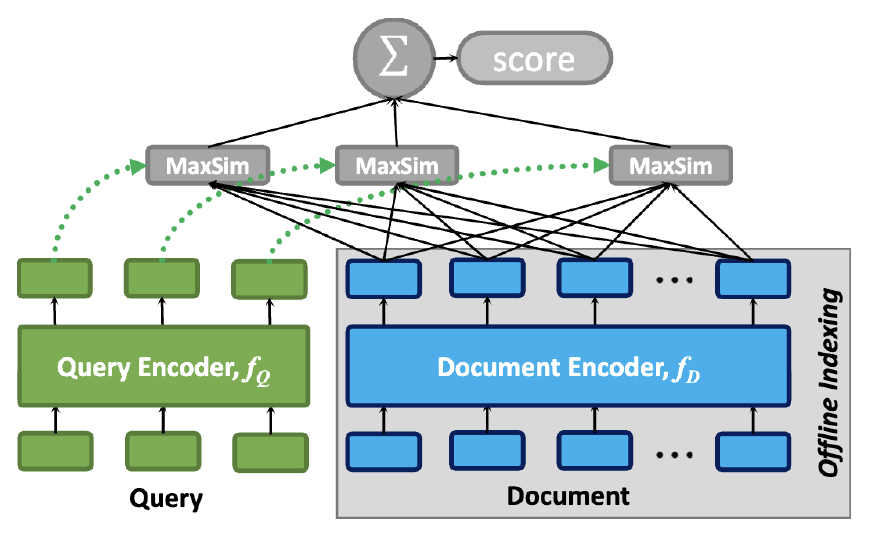 Σ
score
MaxSim
MaxSim
MaxSim
...
Query Encoder, f_Q
Document Encoder, f_D
Offline Indexing
...
Query
Document